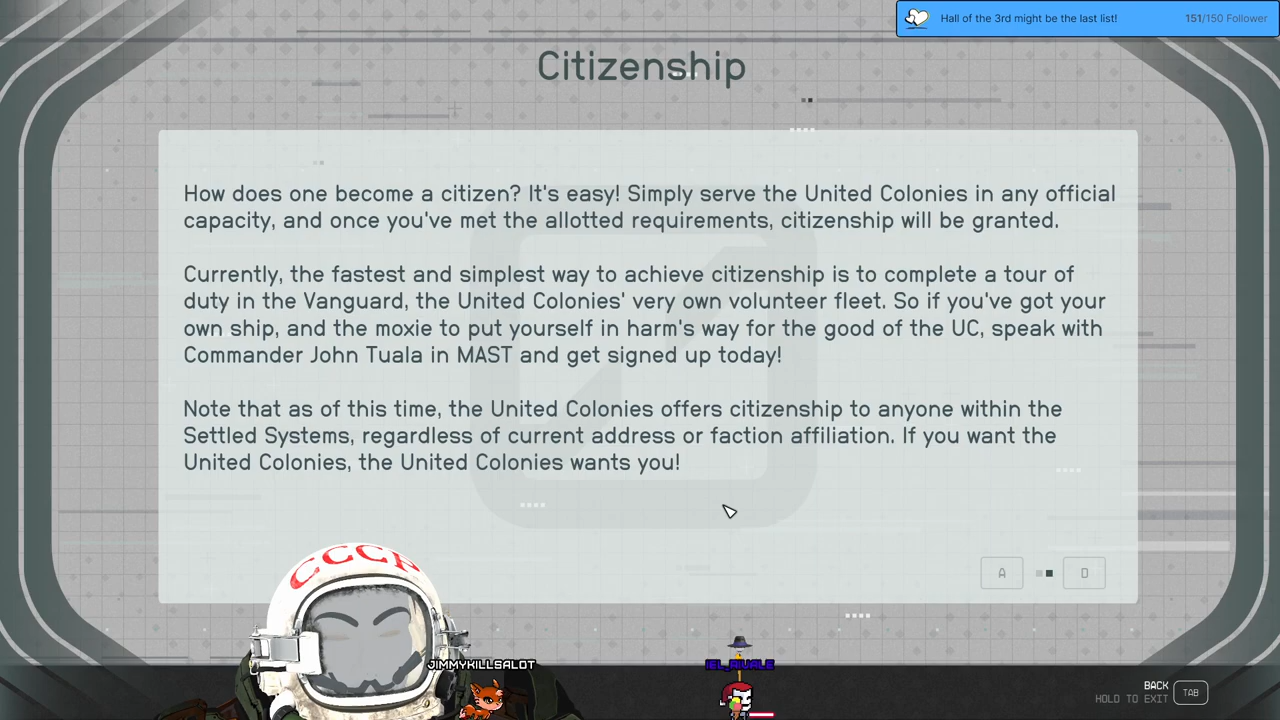 Hall of the 3rd might be the last list!
151/150 Follower
Citizenship
How does one become a citizen? It's easy! Simply serve the United Colonies in any official
capacity, and once you've met the allotted requirements, citizenship will be granted.
Currently, the fastest and simplest way to achieve citizenship is to complete a tour of
duty in the Vanguard, the United Colonies' very own volunteer fleet. So if you've got your
own ship, and the moxie to put yourself in harm's way for the good of the UC, speak with
Commander John Tuala in MAST and get signed up today!
Note that as of this time, the United Colonies offers citizenship to anyone within the
Settled Systems, regardless of current address or faction affiliation. If you want the
United Colonies, the United Colonies wants you!
A
D
CCCP
JIMMYKILLSALOT
BACK
HOLD TO EXIT
TAB